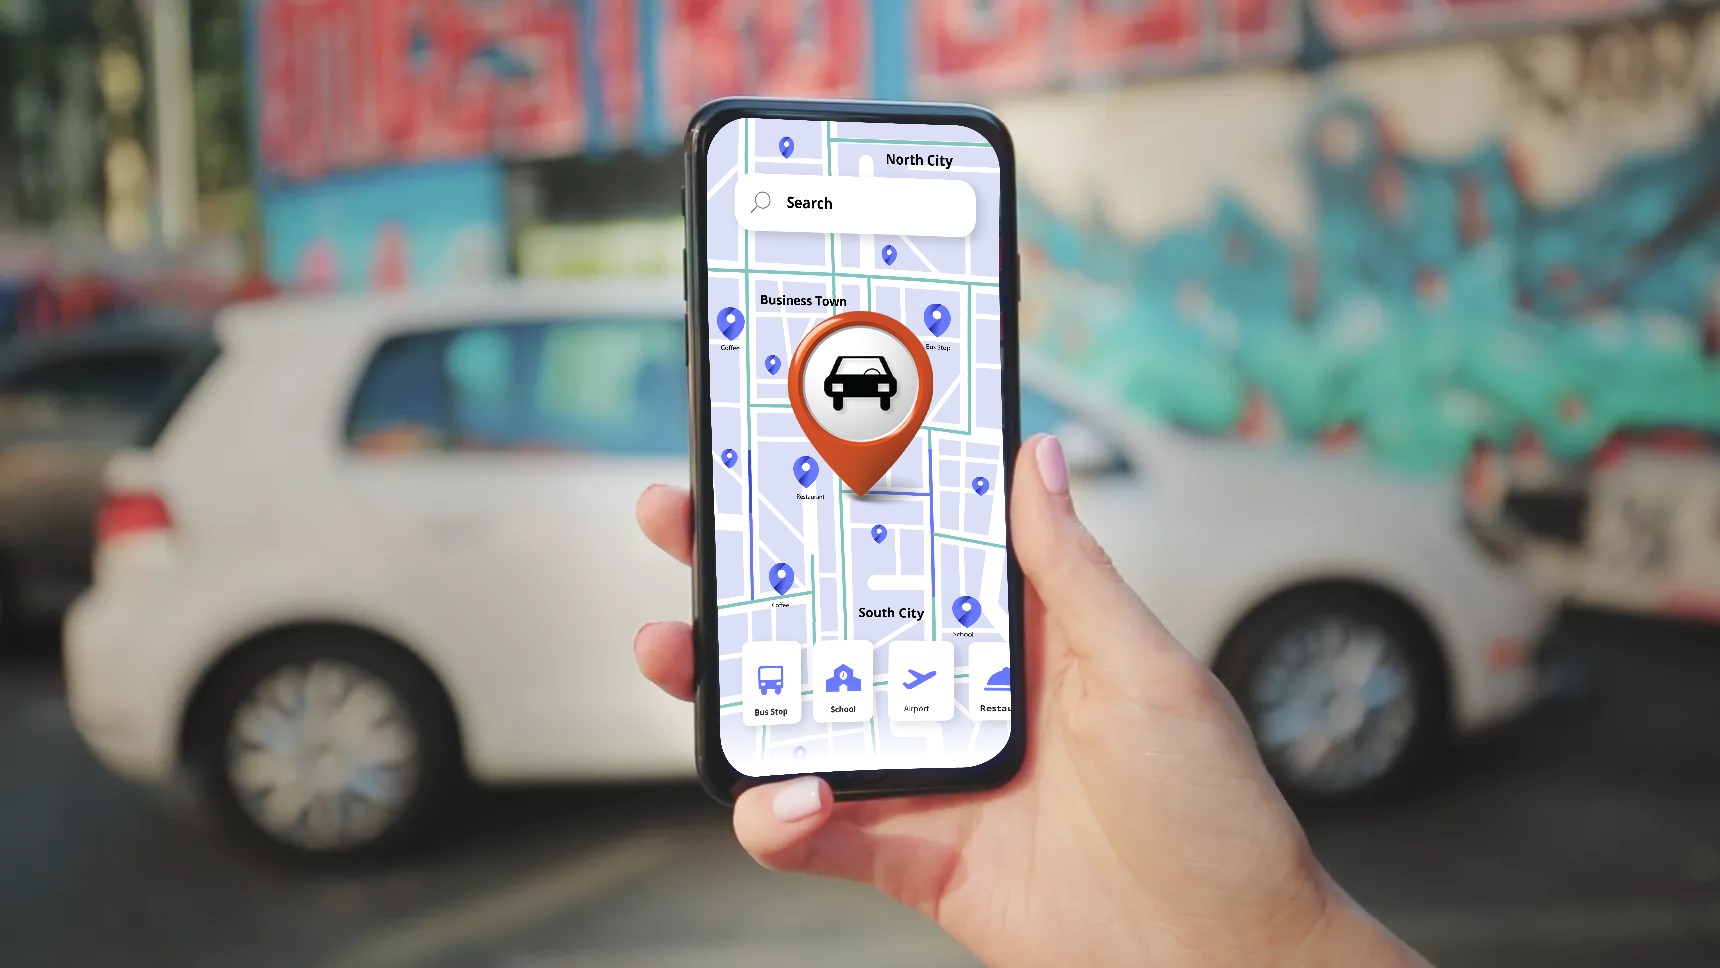 North City
Search
Business Town
Coffee
Bus Stop
Restaurant
Coffee
South City
School
Bus Stop
School
Airport
Restau